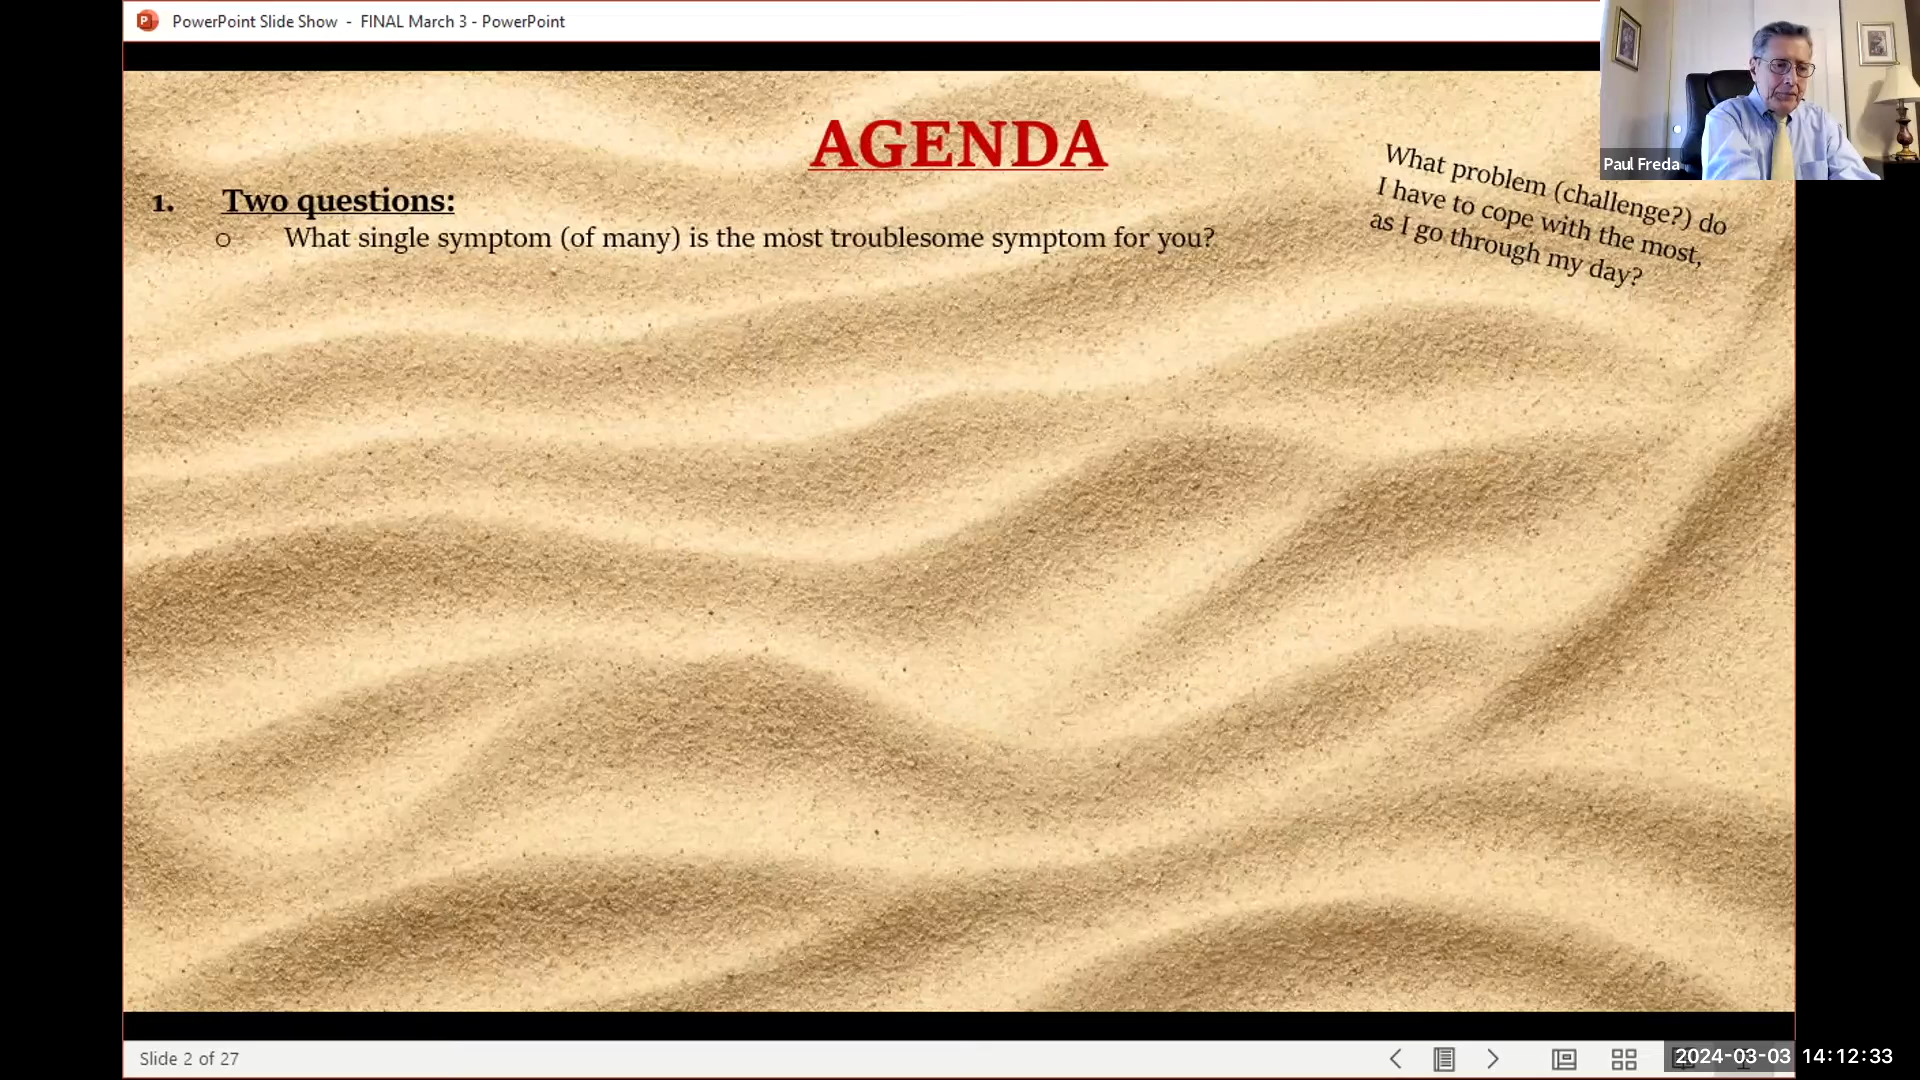 PowerPoint Slide Show - FINAL March 3 - PowerPoint
Paul Freda
AGENDA
What problem (challenge?) do
I have to cope with the most,
as I go through my day?
1. Two questions:
o What single symptom (of many) is the most troublesome symptom for you?
Slide 2 of 27
2024-03-03 14:12:33